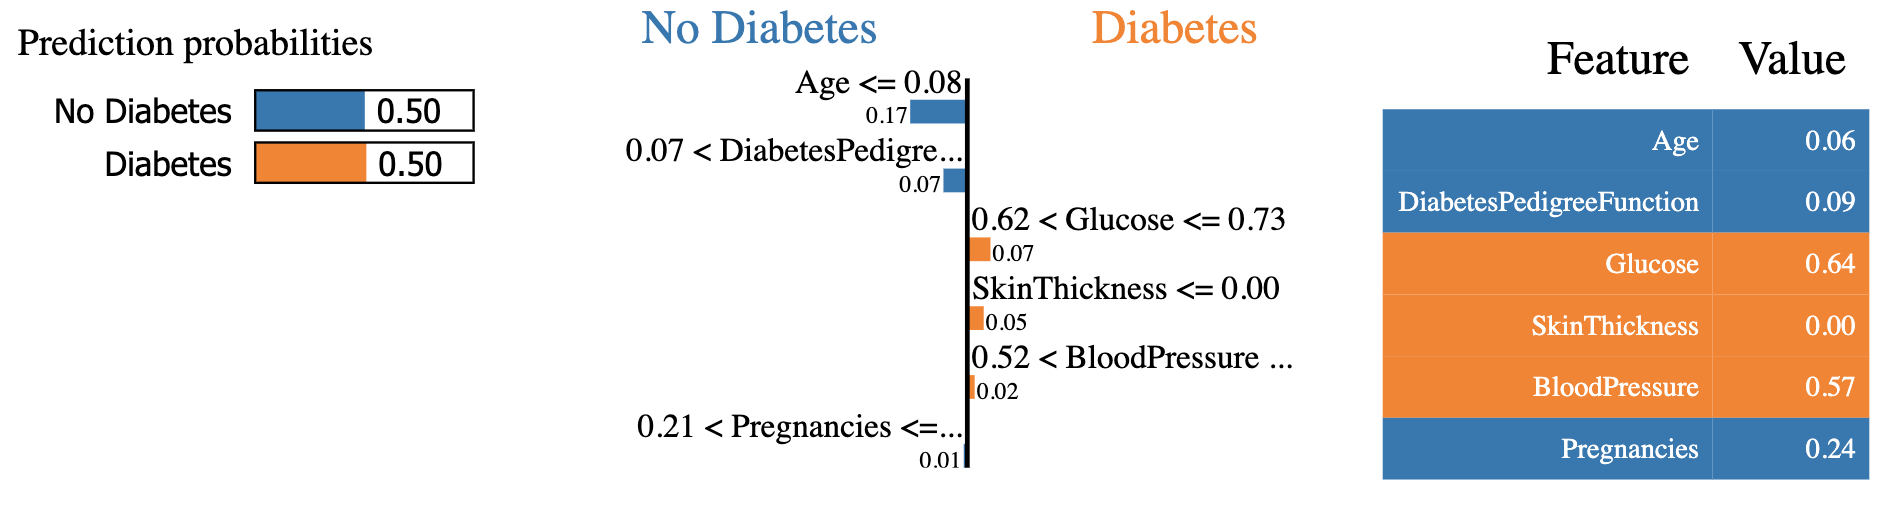 Prediction probabilities
No Diabetes 0.50
Diabetes 0.50
No Diabetes Diabetes
Age <= 0.08
0.17
0.07 < DiabetesPedigre...
0.07
0.62 < Glucose <= 0.73
0.07
SkinThickness <= 0.00
0.05
0.52 < BloodPressure ...
0.02
0.21 < Pregnancies <=...
0.01
Feature Value
Age 0.06
DiabetesPedigreeFunction 0.09
Glucose 0.64
SkinThickness 0.00
BloodPressure 0.57
Pregnancies 0.24